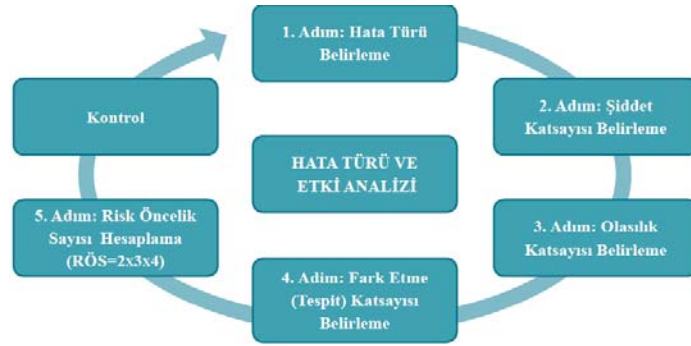 1. Adım: Hata Türü
Belirleme
2. Adım: Şiddet
Katsayısı Belirleme
3. Adım: Olasılık
Katsayısı Belirleme
4. Adim: Fark Etme
(Tespit) Katsayısı
Belirleme
5. Adım: Risk Öncelik
Sayısı Hesaplama
(RÖS=2x3x4)
Kontrol
HATA TÜRÜ VE
ETKİ ANALİZİ